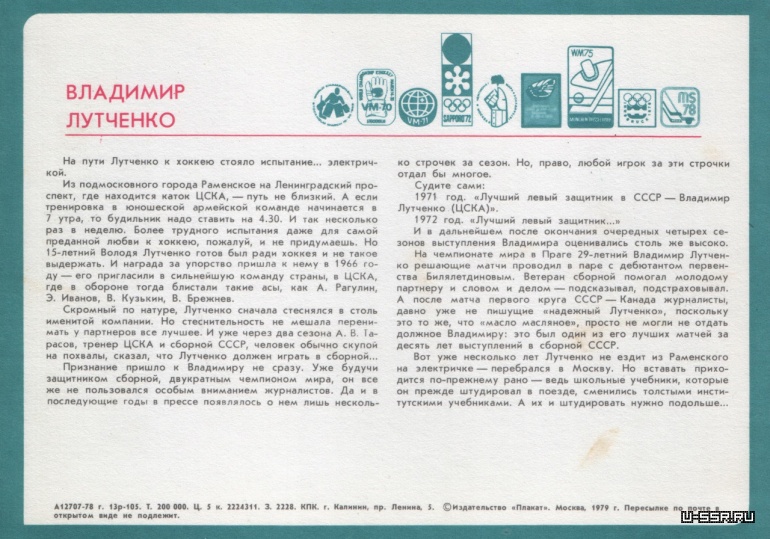 ВЛАДИМИР
ЛУТЧЕНКО
VM-70
VM-71
SAPPORO'72
WM75
MS
78
На пути Лутченко к хоккею стояло испытание... электрич-
кой.
Из подмосковного города Раменское на Ленинградский про-
спект, где находится каток ЦСКА, — путь не близкий. А если
тренировка в юношеской армейской команде начинается в
7 утра, то будильник надо ставить на 4.30. И так несколько
раз в неделю. Более трудного испытания даже для самой
преданной любви к хоккею, пожалуй, и не придумаешь. Но
15-летний Володя Лутченко готов был ради хоккея и не такое
выдержать. И награда за упорство пришла к нему в 1966 го-
ду — его пригласили в сильнейшую команду страны, в ЦСКА,
где в обороне тогда блистали такие асы, как А. Рагулин,
Э. Иванов, В. Кузькин, В. Брежнев.
Скромный по натуре, Лутченко сначала стеснялся в столь
именитой компании. Но стеснительность не мешала перени-
мать у партнеров все лучшее. И уже через два сезона А. В. Та-
расов, тренер ЦСКА и сборной СССР, человек обычно скупой
на похвалы, сказал, что Лутченко должен играть в сборной...
Признание пришло к Владимиру не сразу. Уже будучи
защитником сборной, двукратным чемпионом мира, он все
же не пользовался особым вниманием журналистов. Да и в
последующие годы в прессе появлялось о нем лишь несколь-
ко строчек за сезон. Но, право, любой игрок за эти строчки
отдал бы многое.
Судите сами:
1971 год. «Лучший левый защитник в СССР — Владимир
Лутченко (ЦСКА)».
1972 год. «Лучший левый защитник...»
И в дальнейшем после окончания очередных четырех се-
зонов выступления Владимира оценивались столь же высоко.
На чемпионате мира в Праге 29-летний Владимир Лутчен-
ко решающие матчи проводил в паре с дебютантом первен-
ства Билялетдиновым. Ветеран сборной помогал молодому
партнеру и словом и делом — подсказывал, подстраховывал.
А после матча первого круга СССР — Канада журналисты,
давно уже не пишущие «надежный Лутченко», поскольку
это то же, что «масло масляное», просто не могли не отдать
должное Владимиру: это был один из его лучших матчей за
десять лет выступлений в сборной СССР.
Вот уже несколько лет Лутченко не ездит из Раменского
на электричке — перебрался в Москву. Но вставать прихо-
дится по-прежнему рано — ведь школьные учебники, которые
он прежде штудировал в поезде, сменились толстыми инсти-
тутскими учебниками. А их и штудировать нужно подольше...
А12707-78 г. 13р-105. Т. 200 000. Ц. 5 к. 2224311. З. 2228. КПК. г. Калинин, пр. Ленина, 5. ©Издательство «Плакат». Москва, 1979 г. Пересылке по почте в
открытом виде не подлежит.
U-SSR.RU